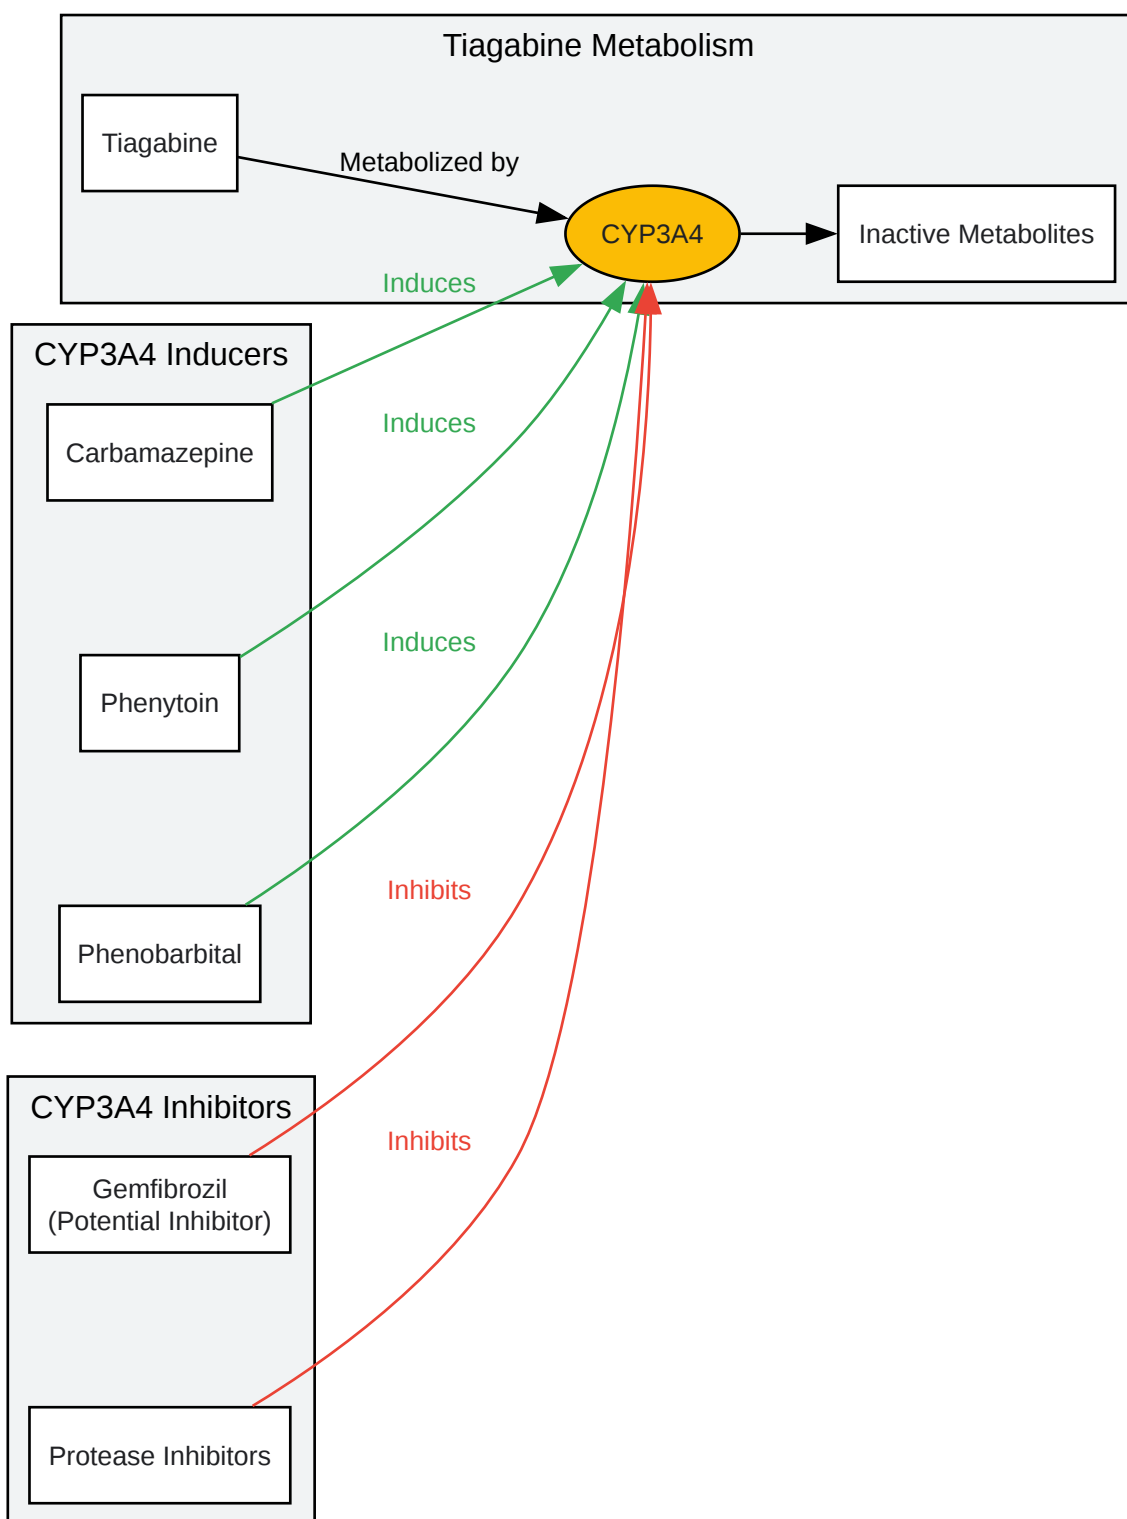 Tiagabine Metabolism
Tiagabine
Metabolized by
CYP3A4
Inactive Metabolites
Induces
CYP3A4 Inducers
Carbamazepine
Induces
Phenytoin
Induces
Phenobarbital
Inhibits
CYP3A4 Inhibitors
Gemfibrozil
(Potential Inhibitor)
Inhibits
Protease Inhibitors